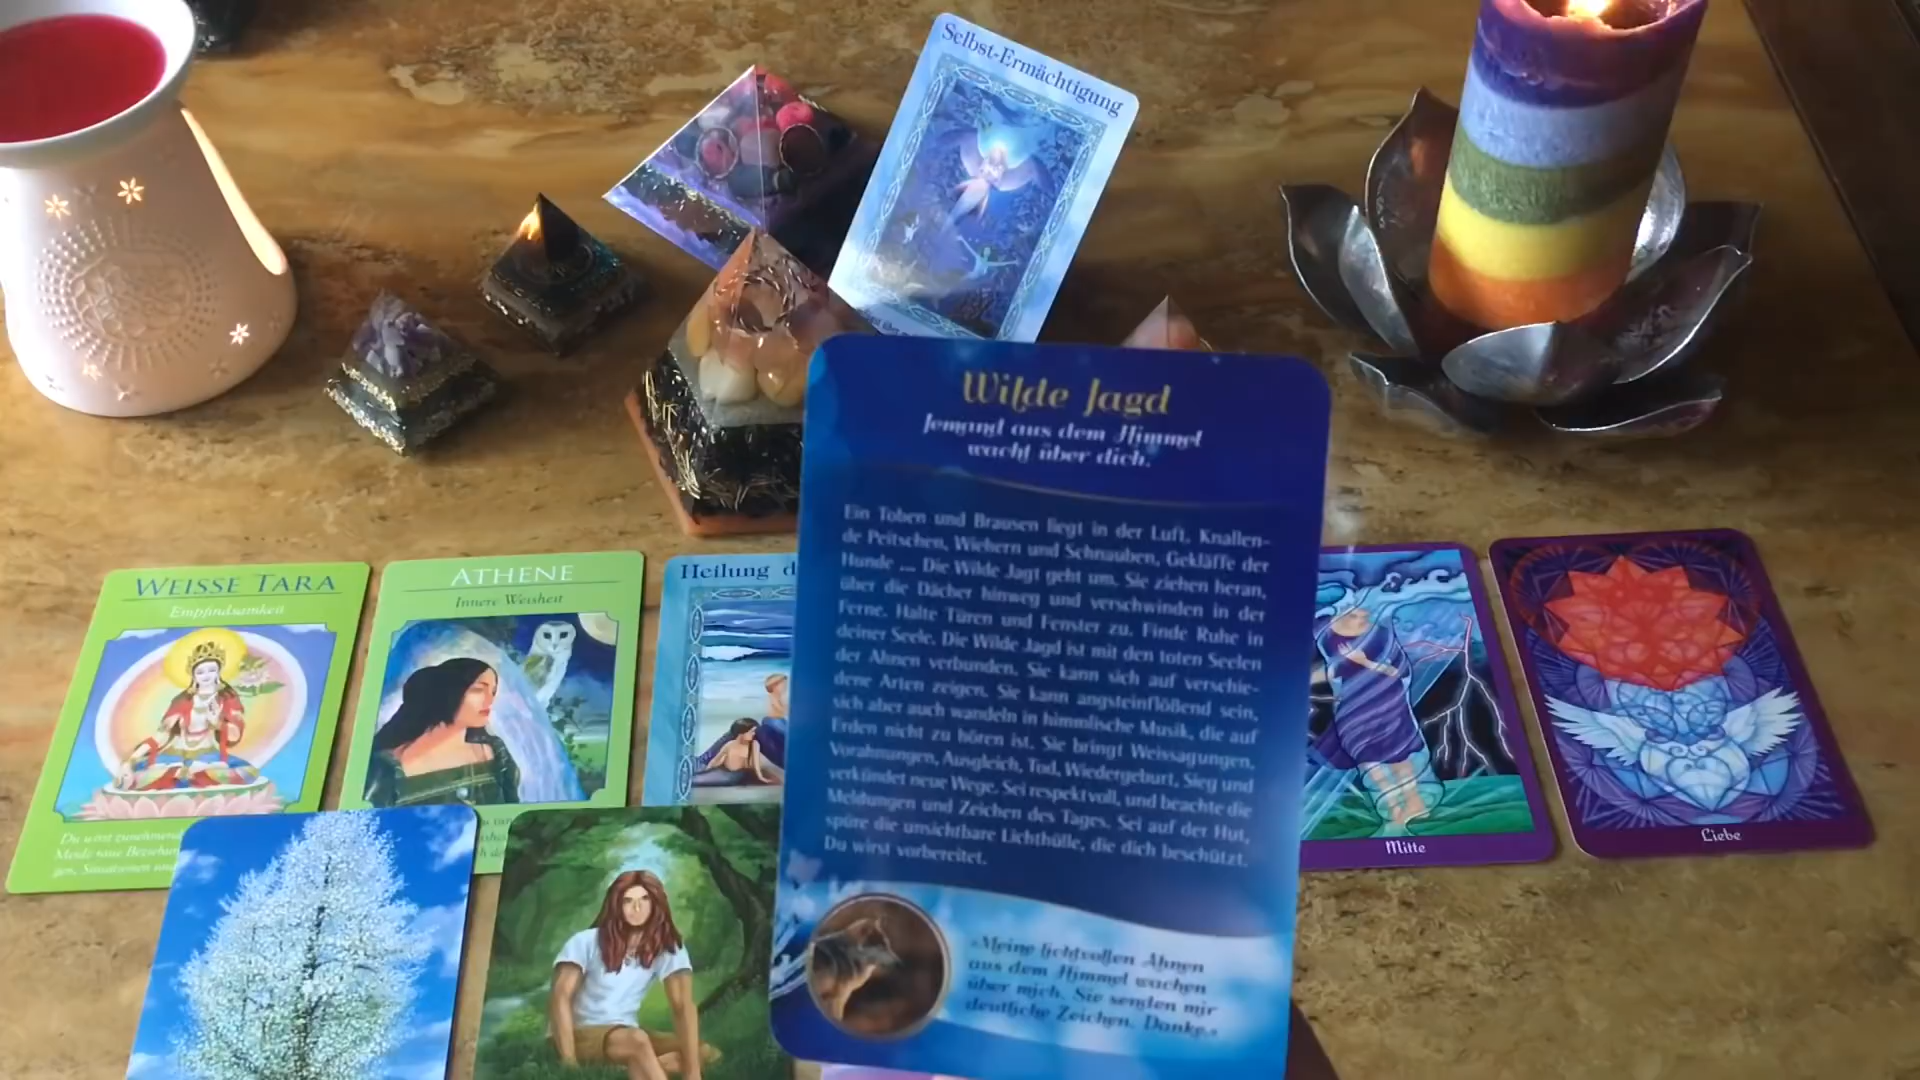 Selbst-Ermächtigung
Wilde Jagd
Jemand aus dem Himmel
wacht über dich.
Ein Toben und Brausen liegt in der Luft. Knallen-
de Peitschen, Wiehern und Schnauben, Gekläffe der
Hunde ... Die Wilde Jagt geht um. Sie ziehen heran,
über die Dächer hinweg und verschwinden in der
Ferne. Halte Türen und Fenster zu. Finde Ruhe in
deiner Seele. Die Wilde Jagd ist mit den toten Seelen
der Ahnen verbunden. Sie kann sich auf verschie-
dene Arten zeigen. Sie kann angsteinflößend sein,
sich aber auch wandeln in himmlische Musik, die auf
Erden nicht zu hören ist. Sie bringt Weissagungen,
Vorahnungen, Ausgleich, Tod, Wiedergeburt, Sieg und
verkündet neue Wege. Sei respektvoll, und beachte die
Meldungen und Zeichen des Tages. Sei auf der Hut,
spüre die unsichtbare Lichthülle, die dich beschützt.
Du wirst vorbereitet.
»Meine lichtvollen Ahnen
aus dem Himmel wachen
über mich. Sie senden mir
deutliche Zeichen. Danke.«
WEISSE TARA
Empfindsamkeit
Du wirst zunehmend
gen, Situationen und
ATHENE
Innere Weisheit
Heilung d
Mitte
Liebe